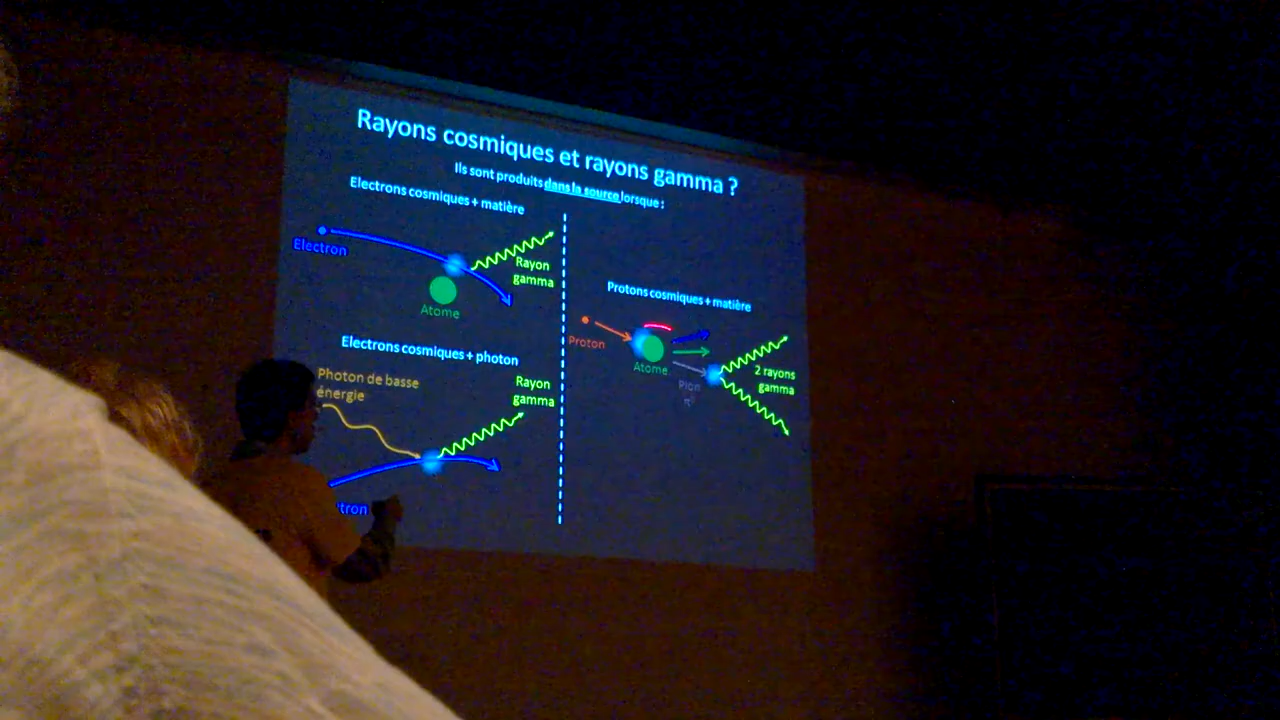 Rayons cosmiques et rayons gamma ?
Ils sont produits dans la source lorsque :
Electrons cosmiques + matière
Electron
Rayon
gamma
Atome
Electrons cosmiques + photon
Photon de basse
énergie
Rayon
gamma
tron
Protons cosmiques + matière
Proton
Atome
Pion
2 rayons
gamma